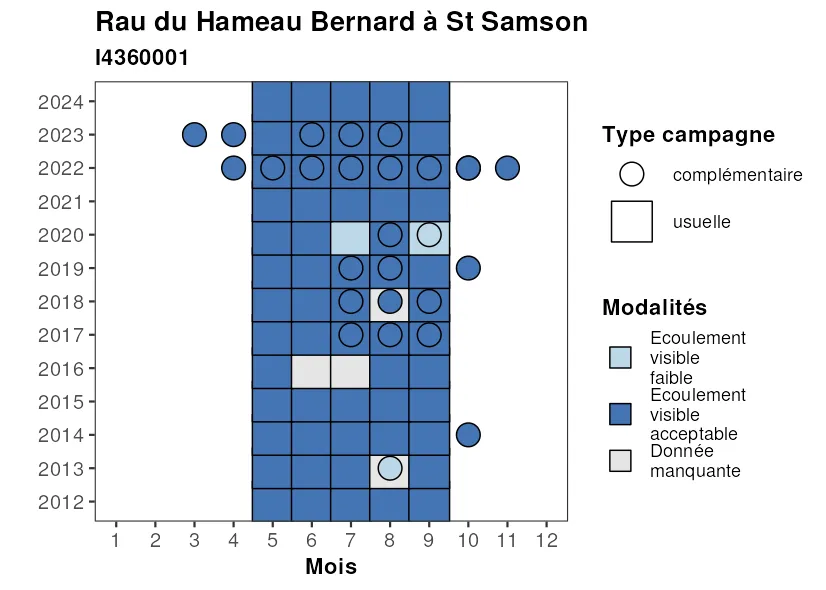 Rau du Hameau Bernard à St Samson
I4360001
2024
2023
2022
2021
2020
2019
2018
2017
2016
2015
2014
2013
2012
1 2 3 4 5 6 7 8 9 10 11 12
Mois
Type campagne
complémentaire
usuelle
Modalités
Ecoulement
visible
faible
Ecoulement
visible
acceptable
Donnée
manquante